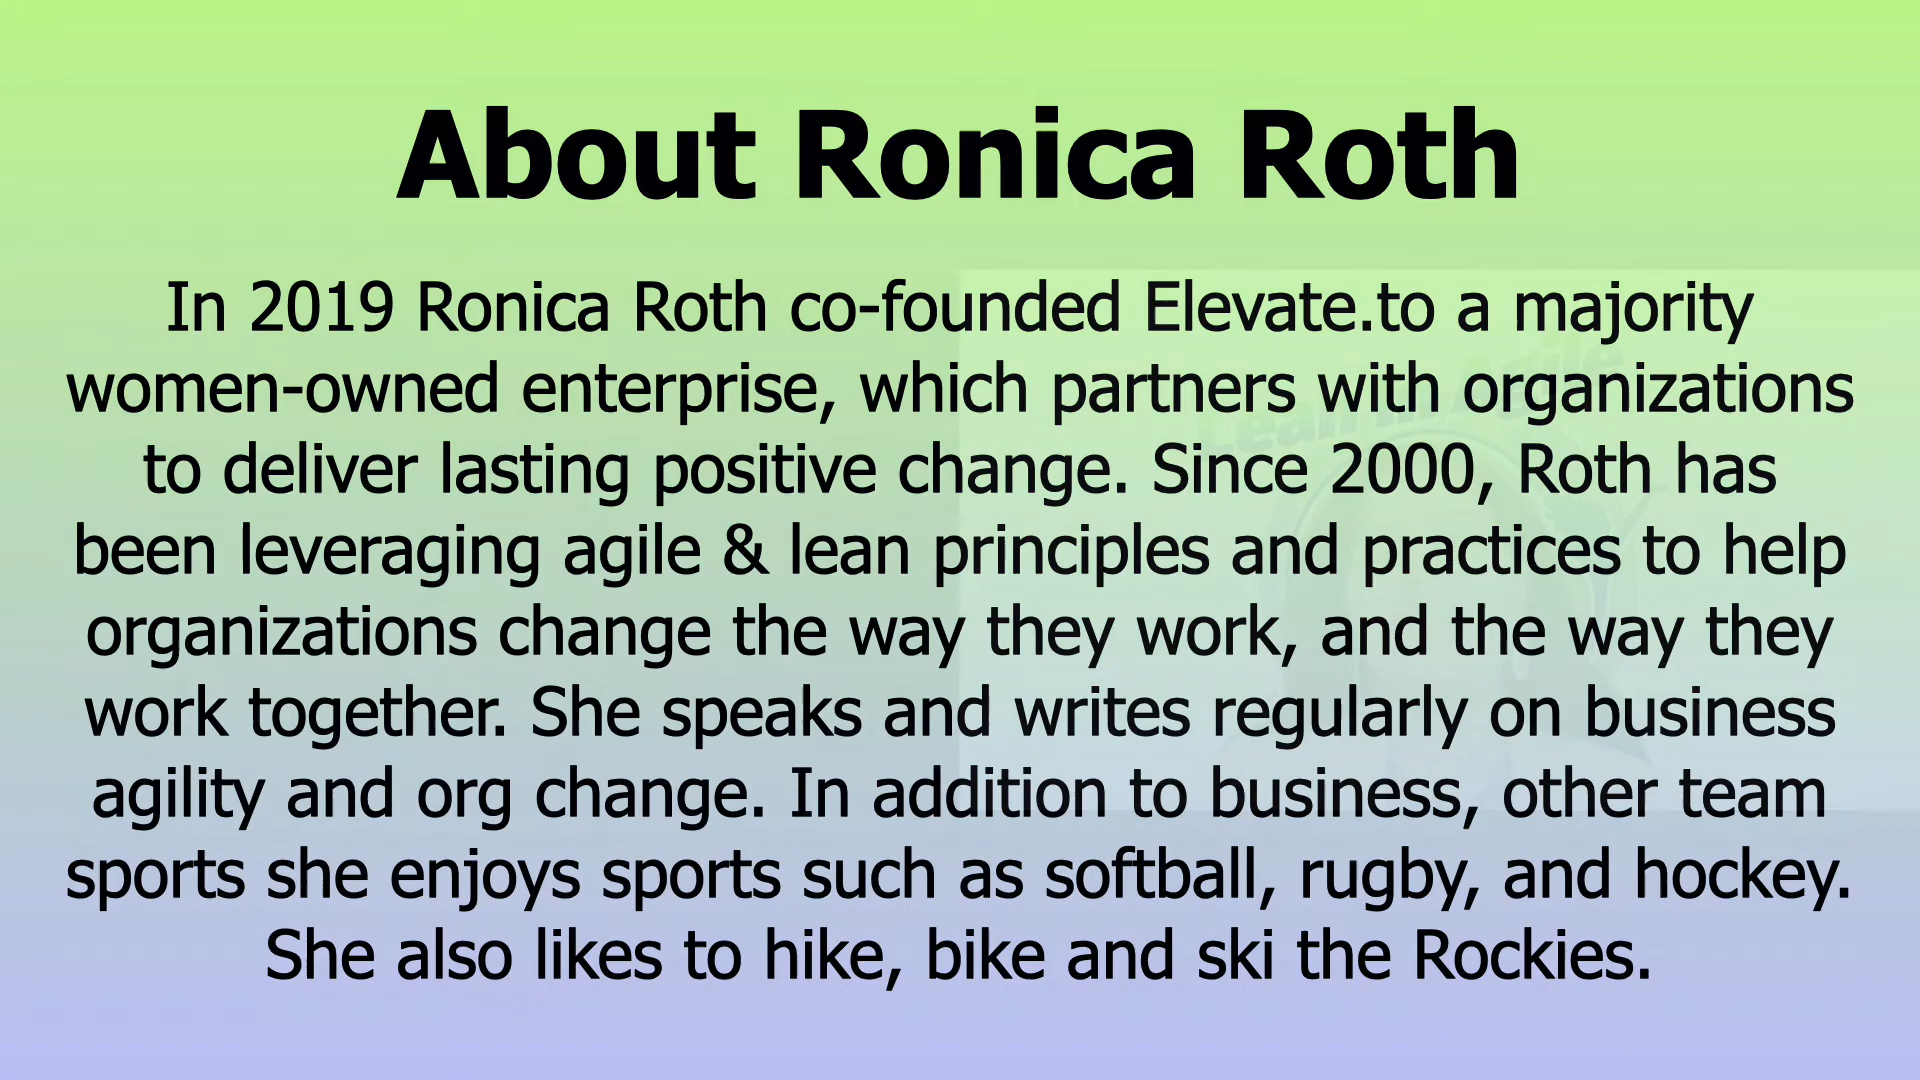 About Ronica Roth
In 2019 Ronica Roth co-founded Elevate.to a majority
women-owned enterprise, which partners with organizations
to deliver lasting positive change. Since 2000, Roth has
been leveraging agile & lean principles and practices to help
organizations change the way they work, and the way they
work together. She speaks and writes regularly on business
agility and org change. In addition to business, other team
sports she enjoys sports such as softball, rugby, and hockey.
She also likes to hike, bike and ski the Rockies.